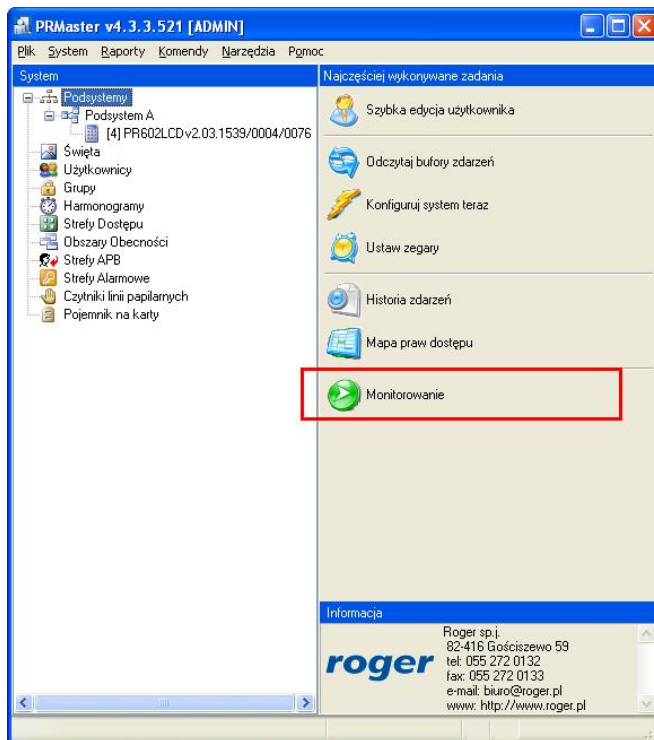 PRMaster v4.3.3.521 [ADMIN]
Plik System Raporty Komendy Narzędzia Pomoc
System
Podsystemy
Podsystem A
[4] PR602LCD v2.03.1539/0004/0076
Święta
Użytkownicy
Grupy
Harmonogramy
Strefy Dostępu
Obszary Obecności
Strefy APB
Strefy Alarmowe
Czytniki linii papilarnych
Pojemnik na karty
Najczęściej wykonywane zadania
Szybka edycja użytkownika
Odczytaj bufory zdarzeń
Konfiguruj system teraz
Ustaw zegary
Historia zdarzeń
Mapa praw dostępu
Monitorowanie
Informacja
roger
Roger sp.j.
82-416 Gościszewo 59
tel: 055 272 0132
fax: 055 272 0133
e-mail: biuro@roger.pl
www: http://www.roger.pl